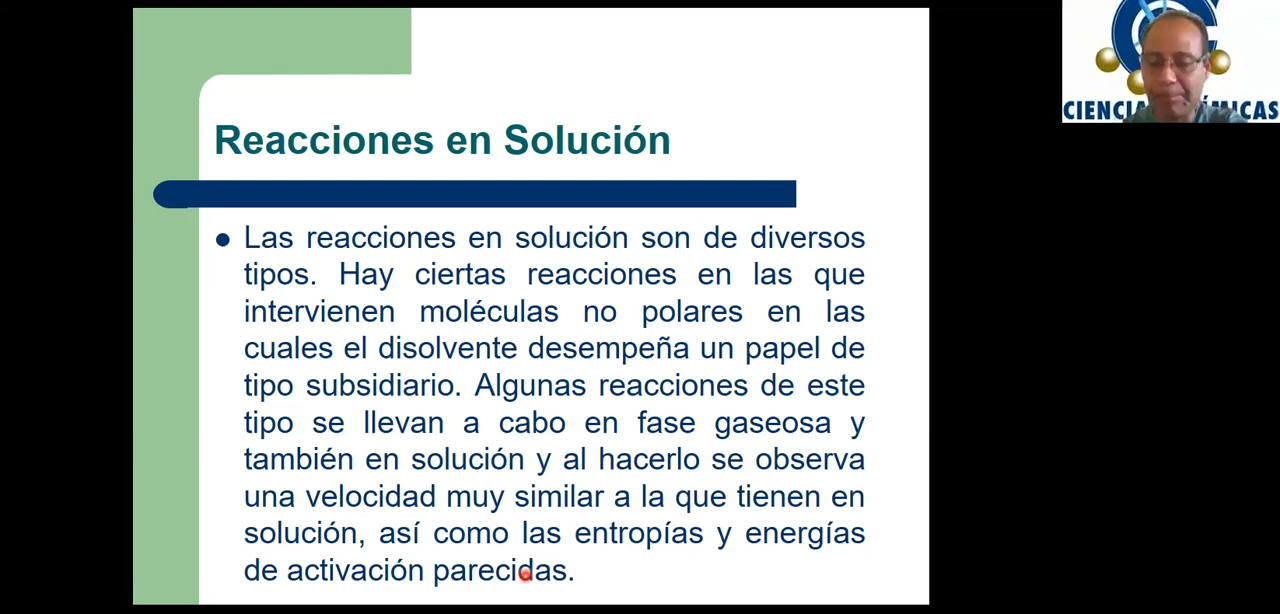 Reacciones en Solución
Las reacciones en solución son de diversos
tipos. Hay ciertas reacciones en las que
intervienen moléculas no polares en las
cuales el disolvente desempeña un papel de
tipo subsidiario. Algunas reacciones de este
tipo se llevan a cabo en fase gaseosa y
también en solución y al hacerlo se observa
una velocidad muy similar a la que tienen en
solución, así como las entropías y energías
de activación parecidas.